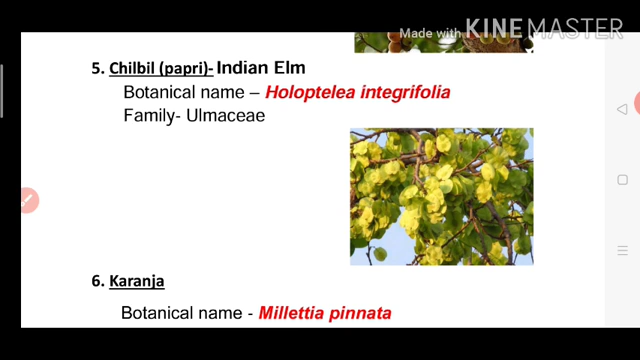 Made with KINEMASTER
5. Chilbil (papri)- Indian Elm
Botanical name – Holoptelea integrifolia
Family- Ulmaceae
6. Karanja
Botanical name - Millettia pinnata